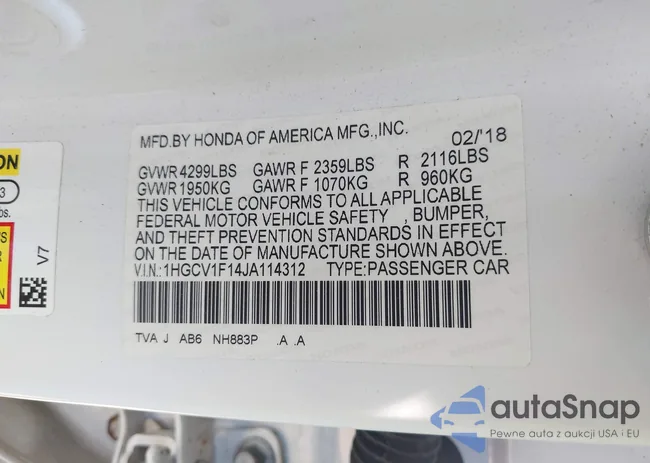 MFD.BY HONDA OF AMERICA MFG.,INC. 02/'18
GVWR 4299LBS GAWR F 2359LBS R 2116LBS
GVWR 1950KG GAWR F 1070KG R 960KG
THIS VEHICLE CONFORMS TO ALL APPLICABLE
FEDERAL MOTOR VEHICLE SAFETY , BUMPER,
AND THEFT PREVENTION STANDARDS IN EFFECT
ON THE DATE OF MANUFACTURE SHOWN ABOVE.
V.I.N.: 1HGCV1F14JA114312 TYPE:PASSENGER CAR
TVA J AB6 NH883P .A .A
ON
3
bs.
V7
autaSnap
Pewne auta z aukcji USA i EU